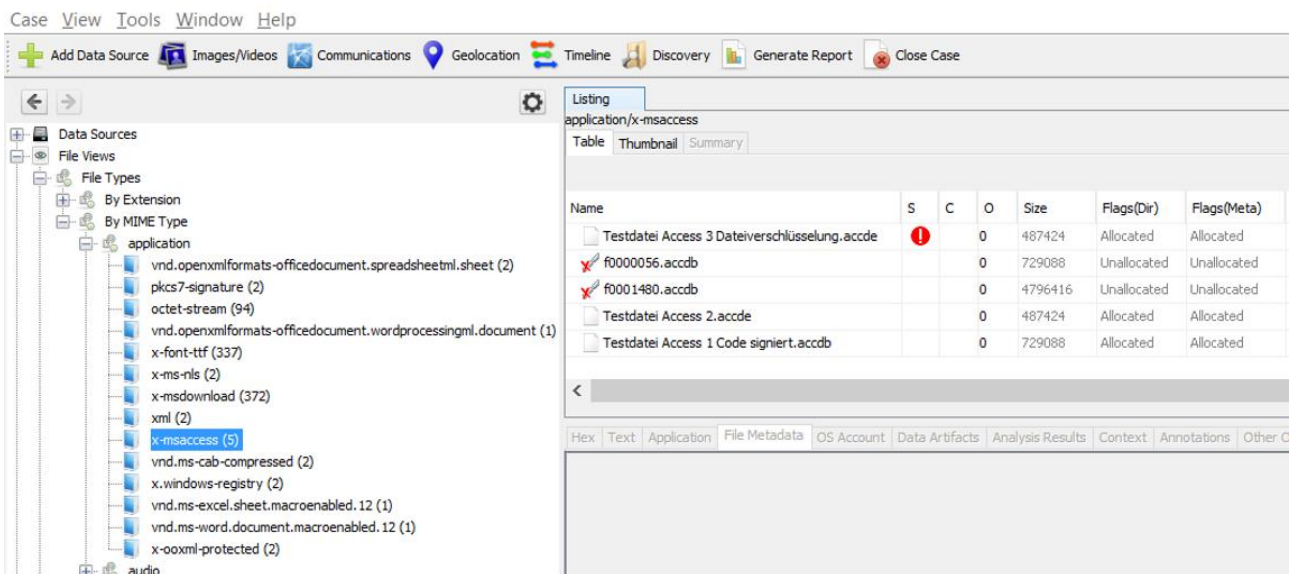 Case View Tools Window Help
Add Data Source Images/Videos Communications Geolocation Timeline Discovery Generate Report Close Case
Data Sources
File Views
File Types
By Extension
By MIME Type
application
vnd.openxmlformats-officedocument.spreadsheetml.sheet (2)
pkcs7-signature (2)
octet-stream (94)
vnd.openxmlformats-officedocument.wordprocessingml.document (1)
x-font-ttf (337)
x-ms-nls (2)
x-msdownload (372)
xml (2)
x-msaccess (5)
vnd.ms-cab-compressed (2)
x.windows-registry (2)
vnd.ms-excel.sheet.macroenabled.12 (1)
vnd.ms-word.document.macroenabled.12 (1)
x-ooxml-protected (2)
audio
Listing
application/x-msaccess
Table Thumbnail Summary
Name S C O Size Flags(Dir) Flags(Meta)
Testdatei Access 3 Dateiverschlüsselung.accde 0 487424 Allocated Allocated
f0000056.accdb 0 729088 Unallocated Unallocated
f0001480.accdb 0 4796416 Unallocated Unallocated
Testdatei Access 2.accde 0 487424 Allocated Allocated
Testdatei Access 1 Code signiert.accdb 0 729088 Allocated Allocated
Hex Text Application File Metadata OS Account Data Artifacts Analysis Results Context Annotations Other